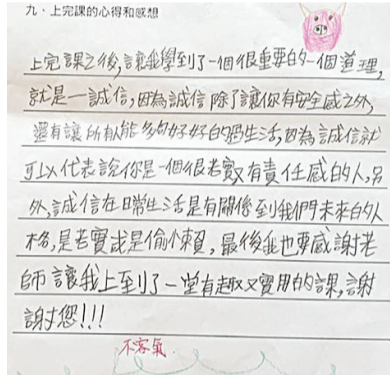 九、上完課的心得和感想
上完課之後,讓我學到了一個很重要的一個道理,
就是一誠信,因為誠信除了讓你有安全感之外,
還有讓所有人能夠好好的過生活,因為誠信就
可以代表說你是一個很老實又有責任感的人,另
外,誠信在日常生活是有關係到我們未來的人
格,是老實或是偷懶,最後我也要感謝老
師讓我上到了一堂有趣又實用的課,謝
謝您!!!
不客氣